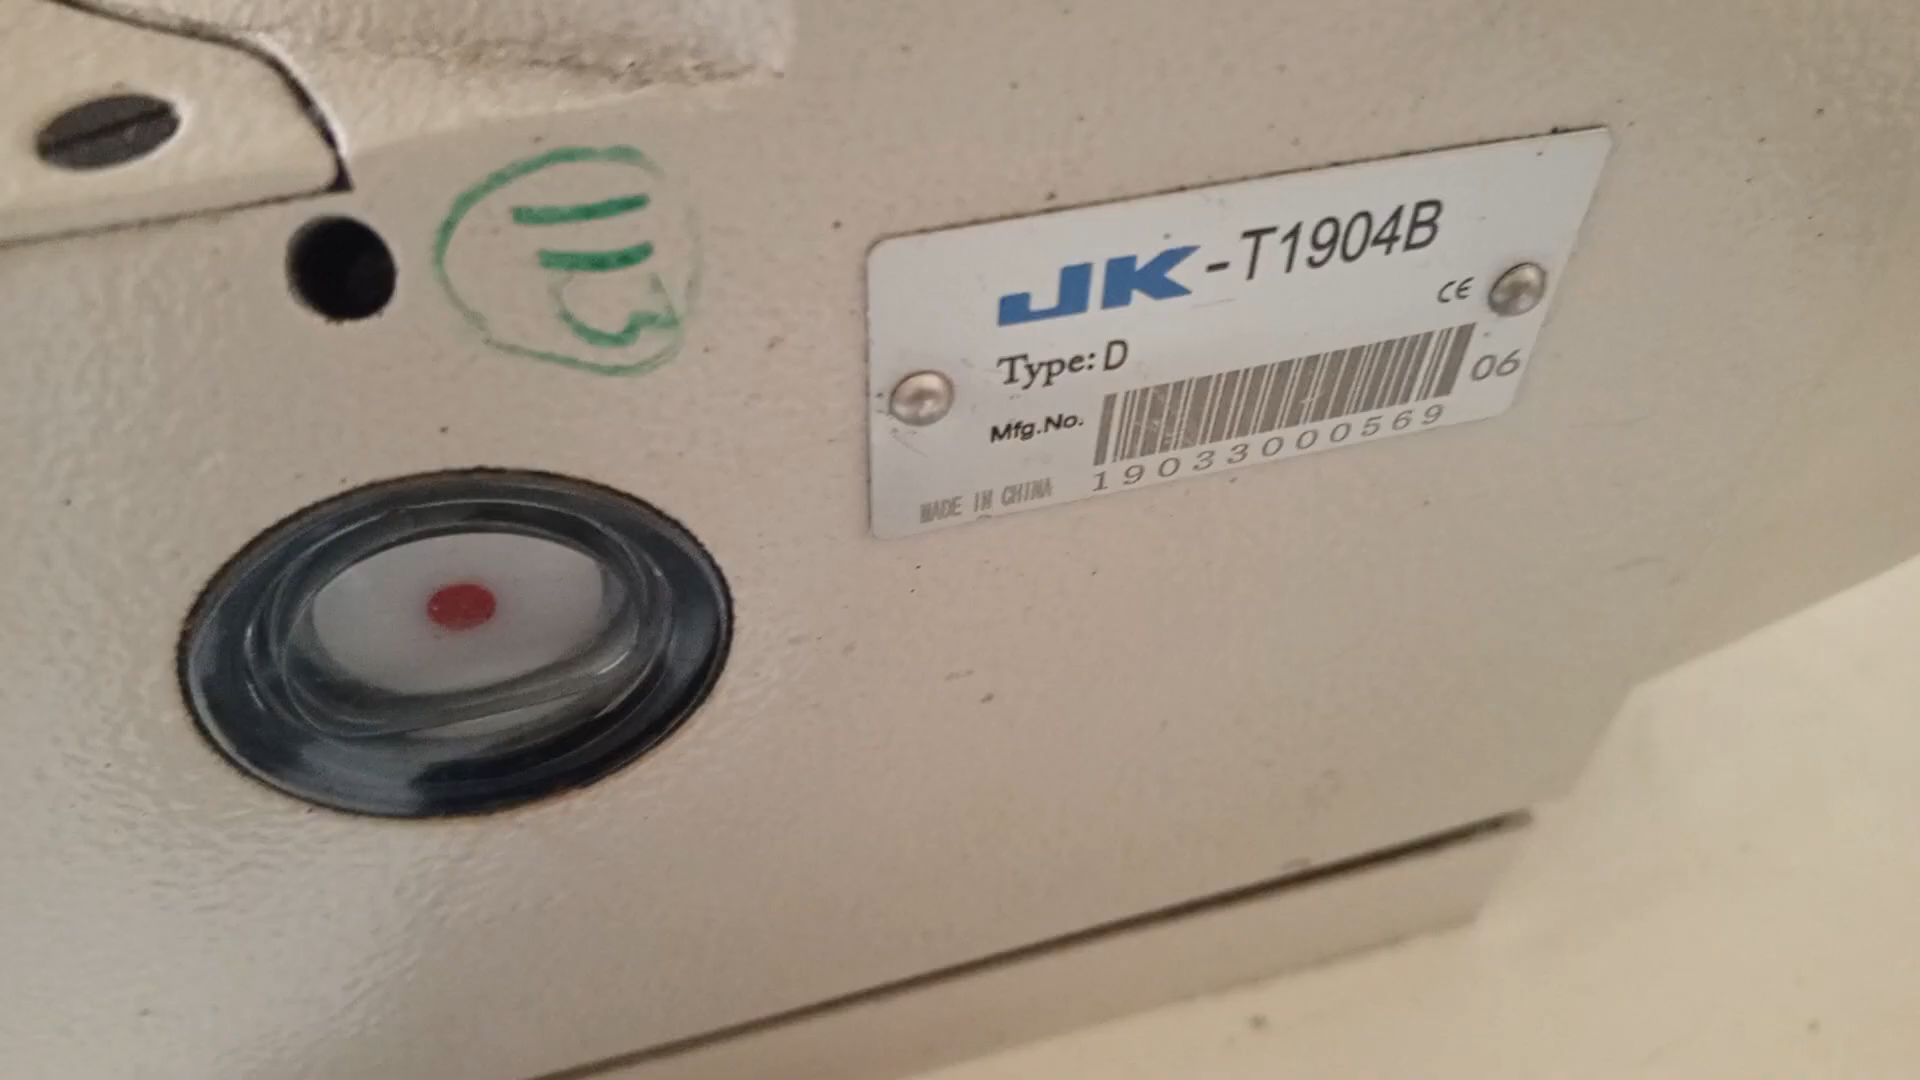 JK-T1904B
CE
Type: D
Mfg.No.
06
19033000569
MADE IN CHINA